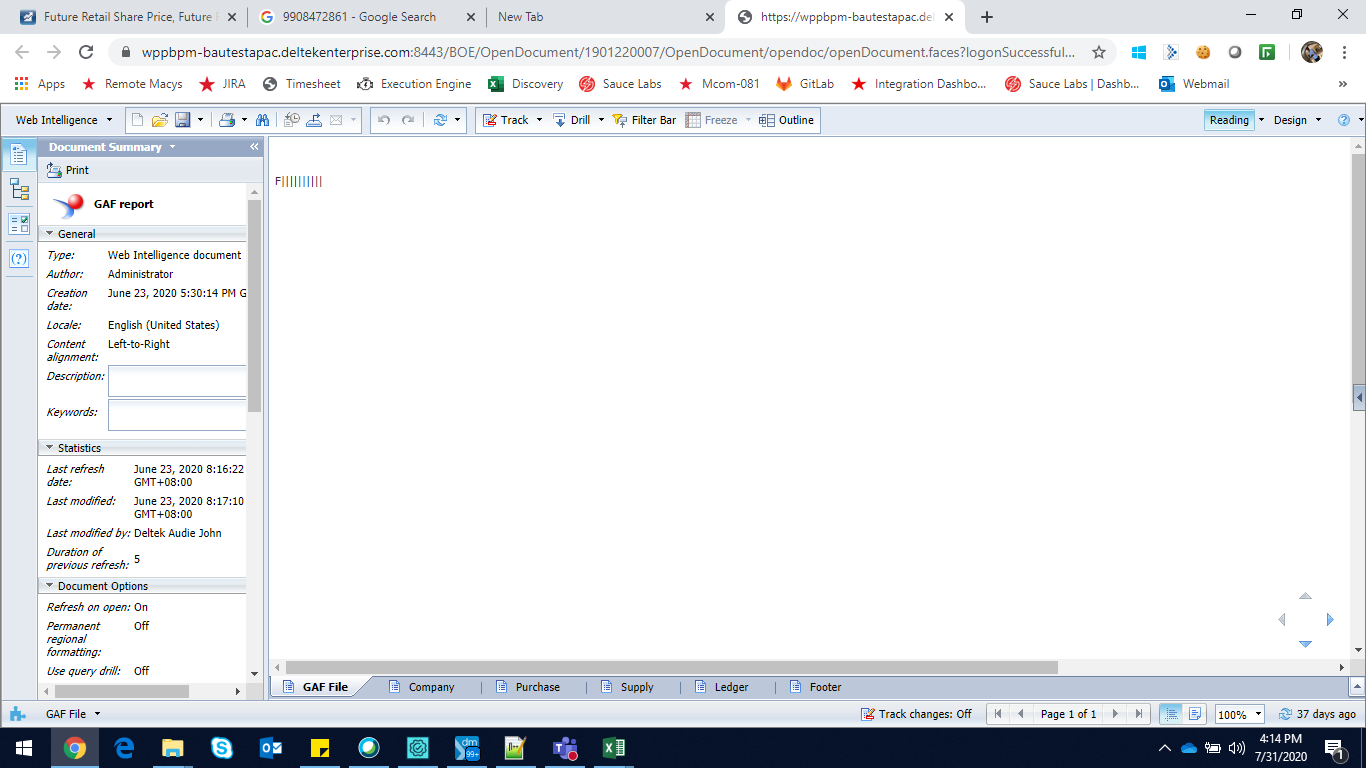 Future Retail Share Price, Future
9908472861 - Google Search
New Tab
https://wppbpm-bautestapac.del
wppbpm-bautestapac.deltekenterprise.com:8443/BOE/OpenDocument/1901220007/OpenDocument/opendoc/openDocument.faces?logonSuccessful...
Apps Remote Macys JIRA Timesheet Execution Engine Discovery Sauce Labs Mcom-081 GitLab Integration Dashbo... Sauce Labs | Dashb... Webmail »
Web Intelligence Track Drill Filter Bar Freeze Outline Reading Design
Document Summary «
Print
GAF report
General
Type: Web Intelligence document
Author: Administrator
Creation date: June 23, 2020 5:30:14 PM G
Locale: English (United States)
Content alignment: Left-to-Right
Description:
Keywords:
Statistics
Last refresh date: June 23, 2020 8:16:22 GMT+08:00
Last modified: June 23, 2020 8:17:10 GMT+08:00
Last modified by: Deltek Audie John
Duration of previous refresh: 5
Document Options
Refresh on open: On
Permanent regional formatting: Off
Use query drill: Off
F||||||||||
GAF File Company Purchase Supply Ledger Footer
GAF File Track changes: Off Page 1 of 1 100% 37 days ago
dm 99+
4:14 PM
7/31/2020
1